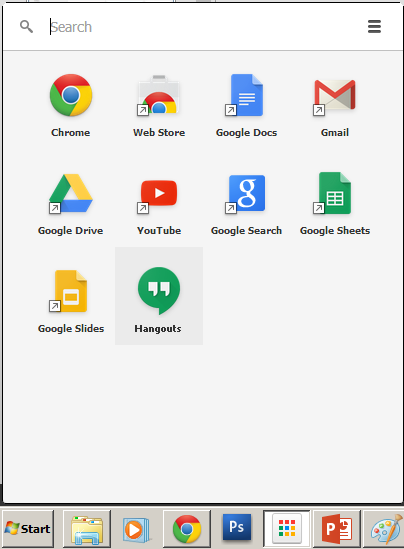 Search
Chrome Web Store Google Docs Gmail
Google Drive YouTube Google Search Google Sheets
Google Slides Hangouts
Start Ps P